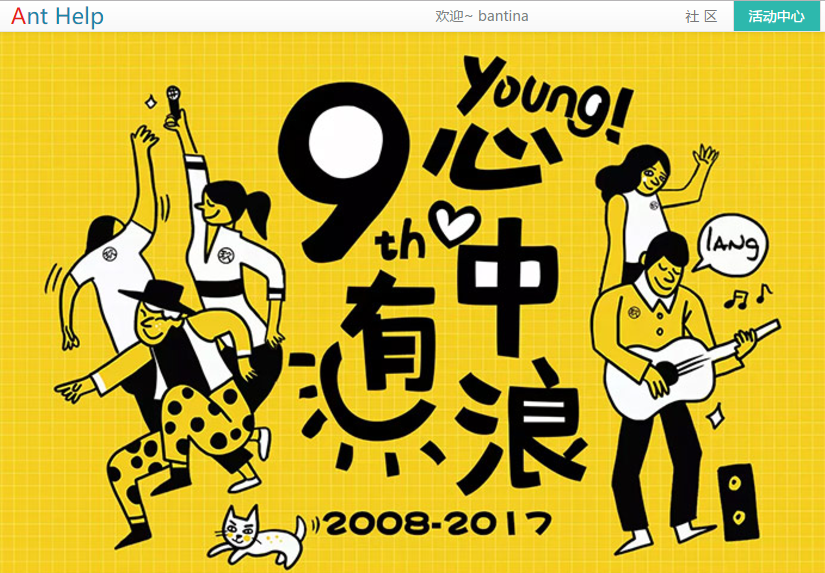 Ant Help
欢迎~ bantina
社 区
活动中心
Young!
9th
心中
有浪
lang
2008-2017